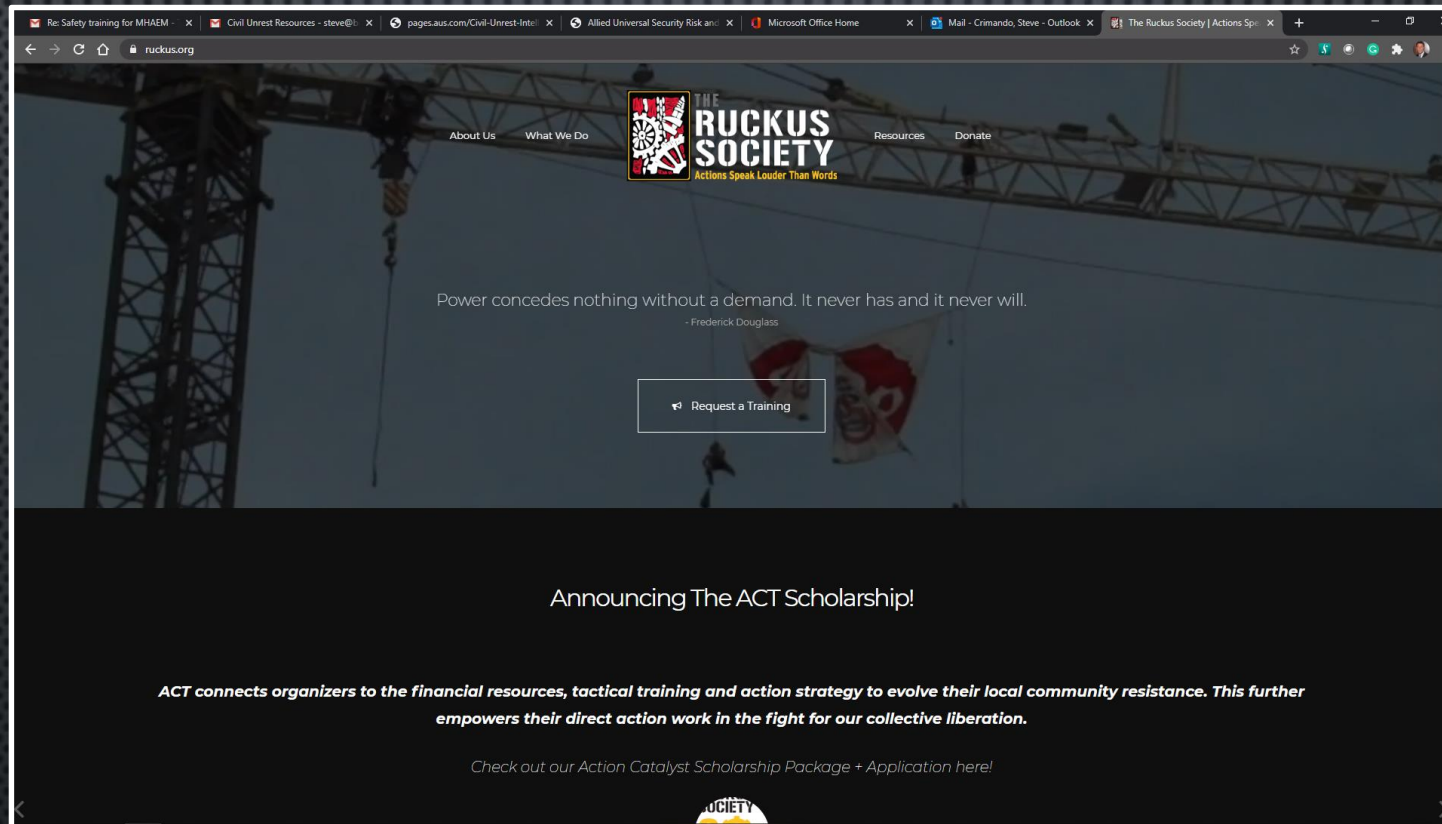 Re: Safety training for MHAEM -
Civil Unrest Resources - steve@b
pages.aus.com/Civil-Unrest-Intel
Allied Universal Security Risk and
Microsoft Office Home
Mail - Crimando, Steve - Outlook
The Ruckus Society | Actions Spe
ruckus.org
About Us
What We Do
THE
RUCKUS
SOCIETY
Actions Speak Louder Than Words
Resources
Donate
Power concedes nothing without a demand. It never has and it never will.
- Frederick Douglass
Request a Training
Announcing The ACT Scholarship!
ACT connects organizers to the financial resources, tactical training and action strategy to evolve their local community resistance. This further
empowers their direct action work in the fight for our collective liberation.
Check out our Action Catalyst Scholarship Package + Application here!
SOCIETY